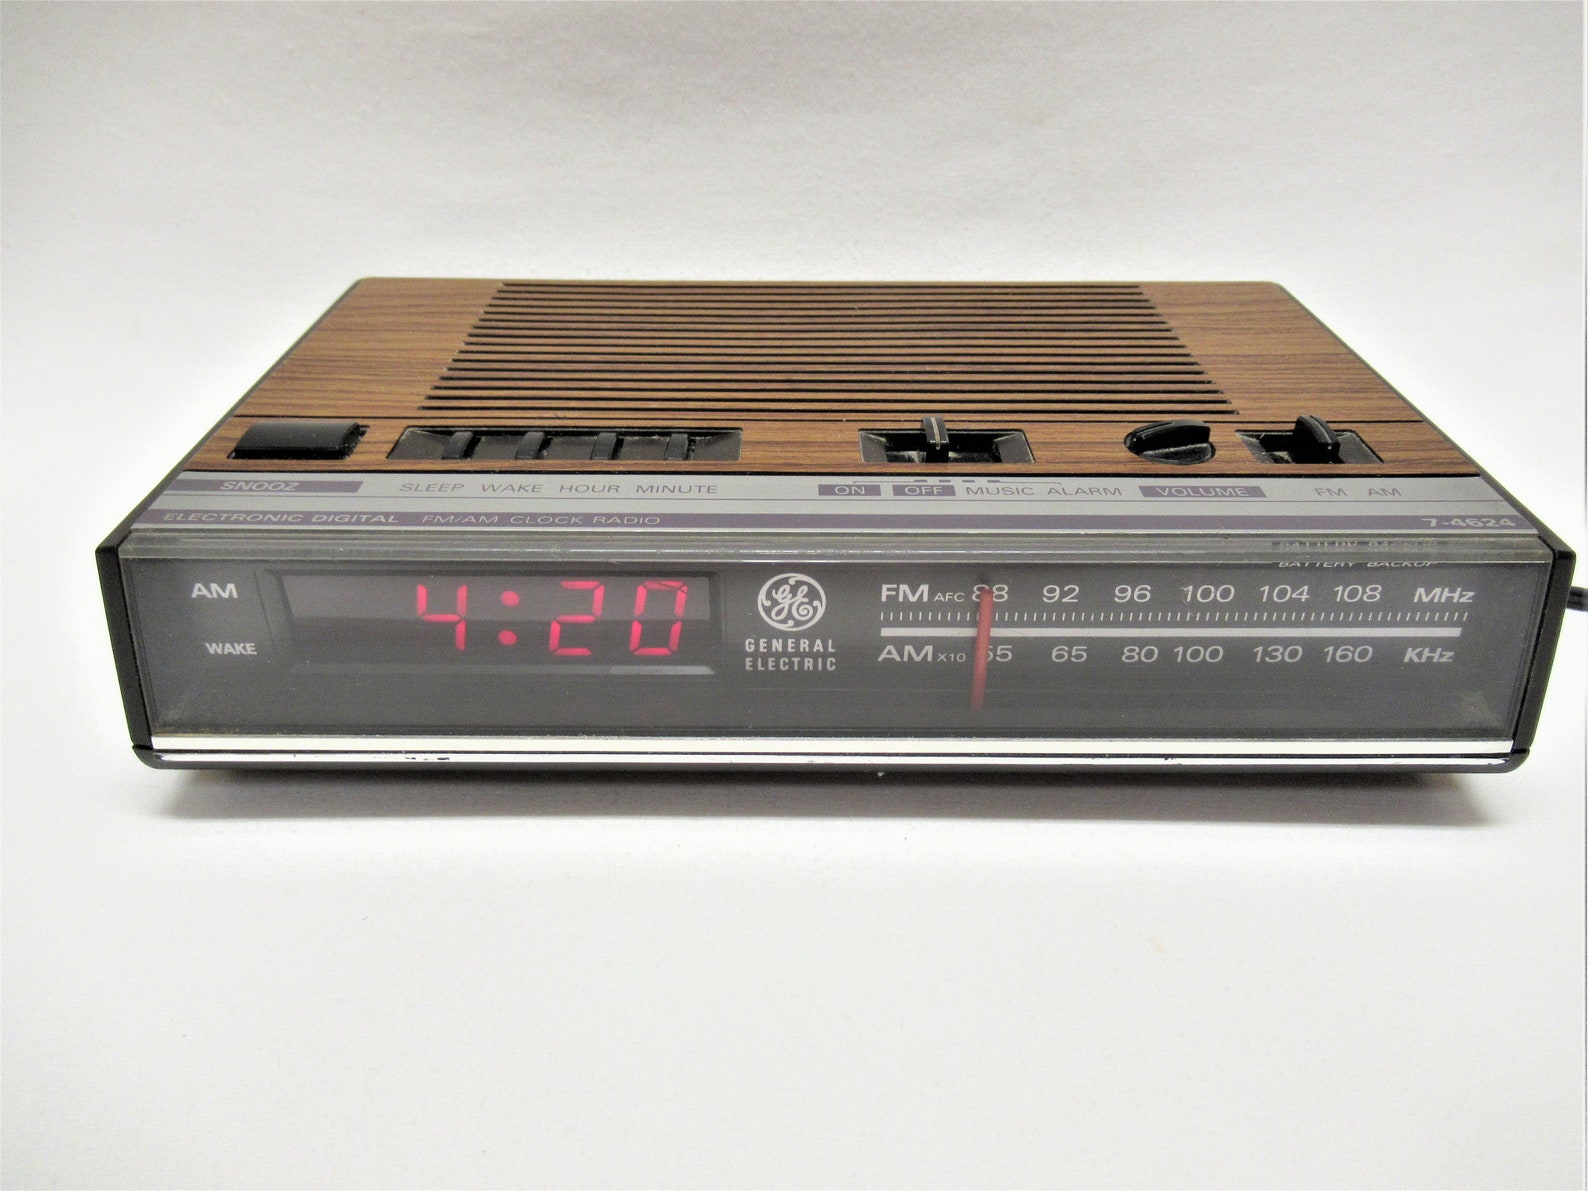 SNOOZ SLEEP WAKE HOUR MINUTE ON OFF MUSIC ALARM VOLUME FM AM
ELECTRONIC DIGITAL FM/AM CLOCK RADIO 7-4624
BATTERY BACKUP
AM 4:20
WAKE
GE
GENERAL
ELECTRIC
FM AFC 88 92 96 100 104 108 MHz
AM X10 55 65 80 100 130 160 KHz